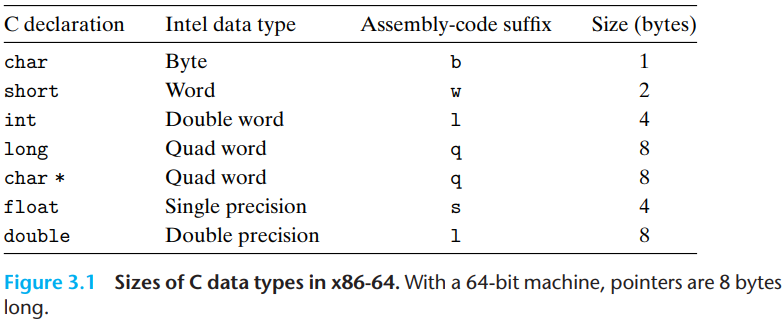 C declaration Intel data type Assembly-code suffix Size (bytes)
char Byte b 1
short Word w 2
int Double word l 4
long Quad word q 8
char * Quad word q 8
float Single precision s 4
double Double precision l 8
Figure 3.1 Sizes of C data types in x86-64. With a 64-bit machine, pointers are 8 bytes
long.